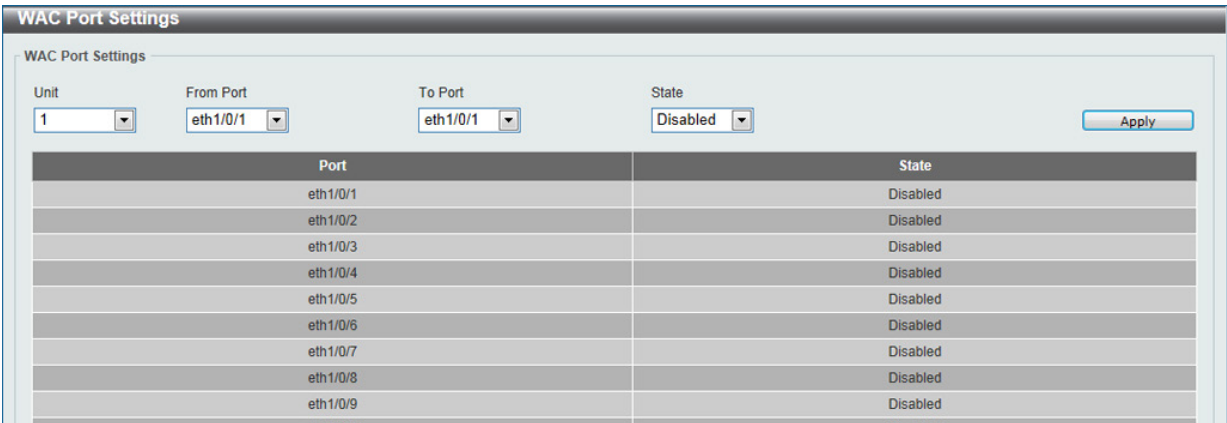 WAC Port Settings
WAC Port Settings
Unit From Port To Port State
1 eth1/0/1 eth1/0/1 Disabled Apply
Port State
eth1/0/1 Disabled
eth1/0/2 Disabled
eth1/0/3 Disabled
eth1/0/4 Disabled
eth1/0/5 Disabled
eth1/0/6 Disabled
eth1/0/7 Disabled
eth1/0/8 Disabled
eth1/0/9 Disabled